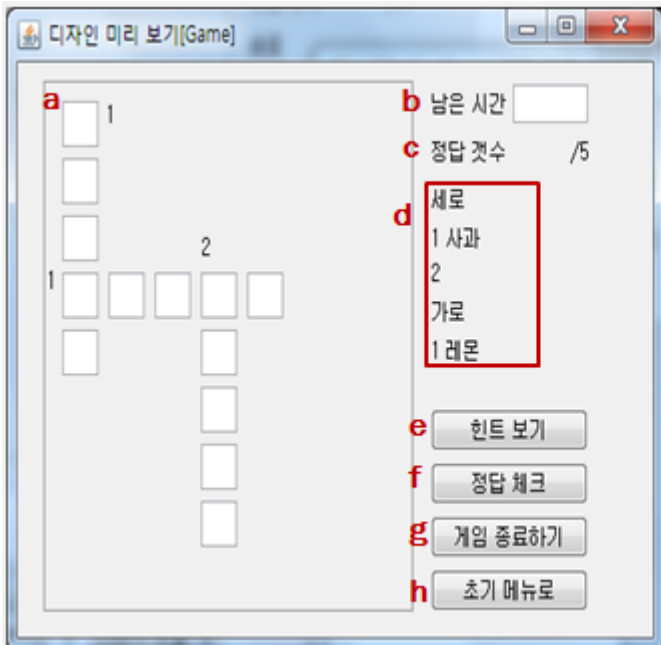 디자인 미리 보기[Game]
a
1
2
1
b 남은 시간
c 정답 갯수 /5
d 세로
1 사과
2
가로
1 레몬
e 힌트 보기
f 정답 체크
g 게임 종료하기
h 초기 메뉴로